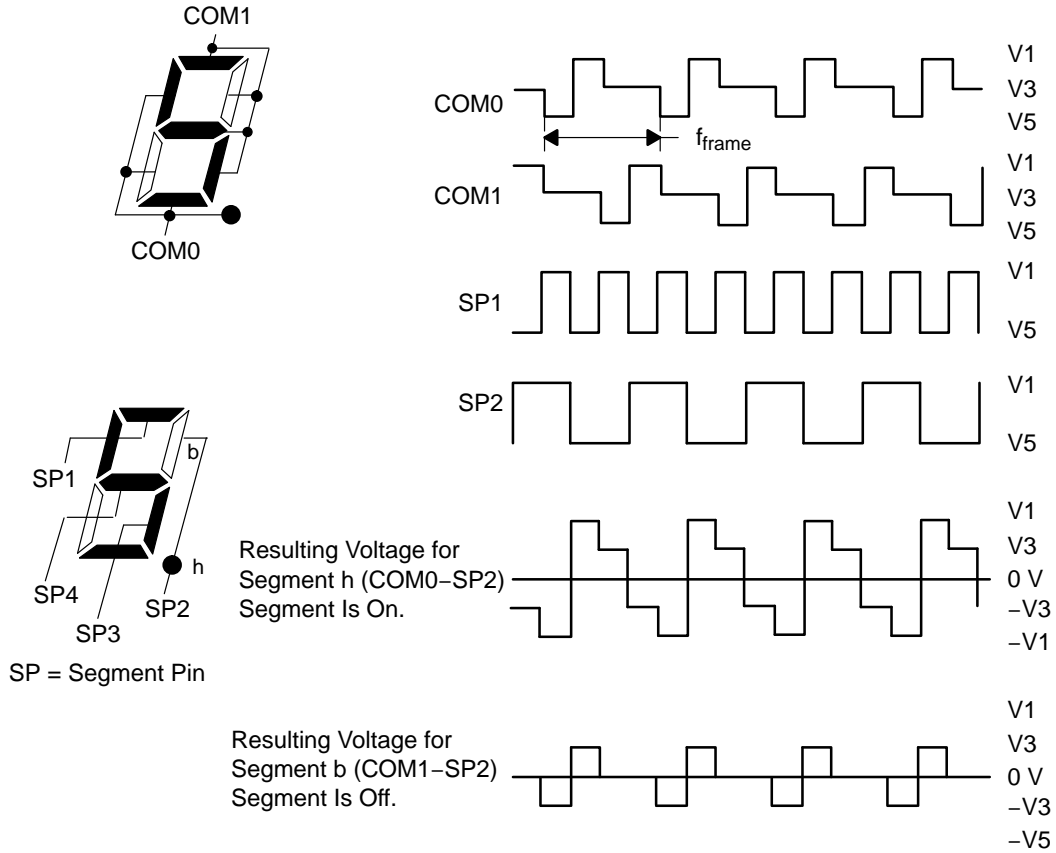 COM1
COM0
COM0
V1
V3
V5
fframe
COM1
V1
V3
V5
SP1
V1
V5
SP2
V1
V5
b
SP1
h
SP4
SP2
SP3
SP = Segment Pin
Resulting Voltage for
Segment h (COM0−SP2)
Segment Is On.
V1
V3
0 V
−V3
−V1
Resulting Voltage for
Segment b (COM1−SP2)
Segment Is Off.
V1
V3
0 V
−V3
−V5